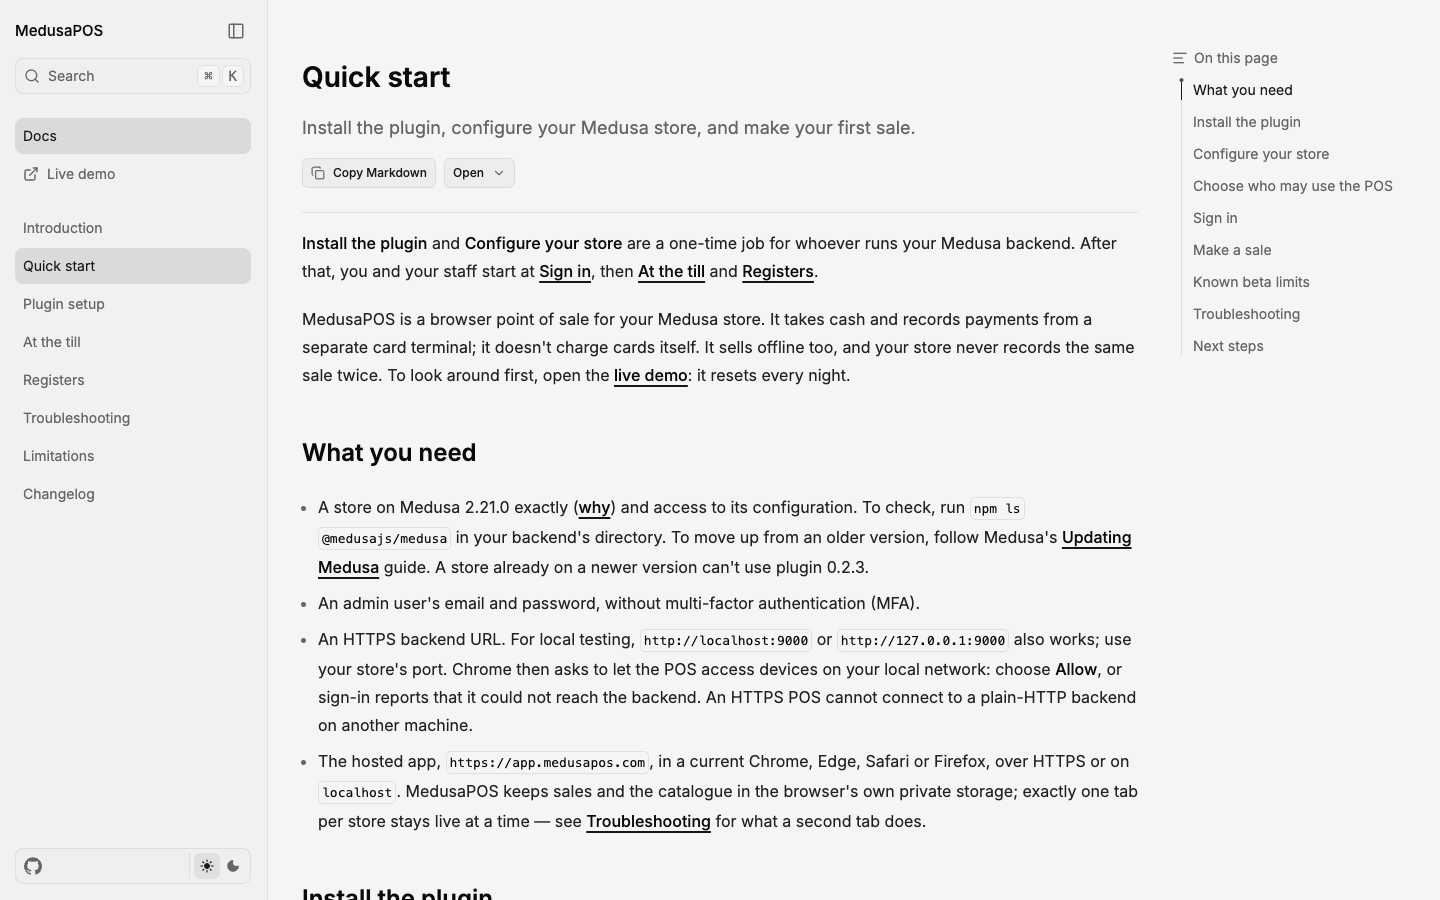 MedusaPOS
Search
⌘ K
Docs
Live demo
Introduction
Quick start
Plugin setup
At the till
Registers
Troubleshooting
Limitations
Changelog
Quick start
Install the plugin, configure your Medusa store, and make your first sale.
Copy Markdown
Open
Install the plugin and Configure your store are a one-time job for whoever runs your Medusa backend. After
that, you and your staff start at Sign in, then At the till and Registers.
MedusaPOS is a browser point of sale for your Medusa store. It takes cash and records payments from a
separate card terminal; it doesn't charge cards itself. It sells offline too, and your store never records the same
sale twice. To look around first, open the live demo: it resets every night.
What you need
A store on Medusa 2.21.0 exactly (why) and access to its configuration. To check, run npm ls
@medusajs/medusa in your backend's directory. To move up from an older version, follow Medusa's Updating
Medusa guide. A store already on a newer version can't use plugin 0.2.3.
An admin user's email and password, without multi-factor authentication (MFA).
An HTTPS backend URL. For local testing, http://localhost:9000 or http://127.0.0.1:9000 also works; use
your store's port. Chrome then asks to let the POS access devices on your local network: choose Allow, or
sign-in reports that it could not reach the backend. An HTTPS POS cannot connect to a plain-HTTP backend
on another machine.
The hosted app, https://app.medusapos.com, in a current Chrome, Edge, Safari or Firefox, over HTTPS or on
localhost. MedusaPOS keeps sales and the catalogue in the browser's own private storage; exactly one tab
per store stays live at a time — see Troubleshooting for what a second tab does.
Install the plugin
On this page
What you need
Install the plugin
Configure your store
Choose who may use the POS
Sign in
Make a sale
Known beta limits
Troubleshooting
Next steps